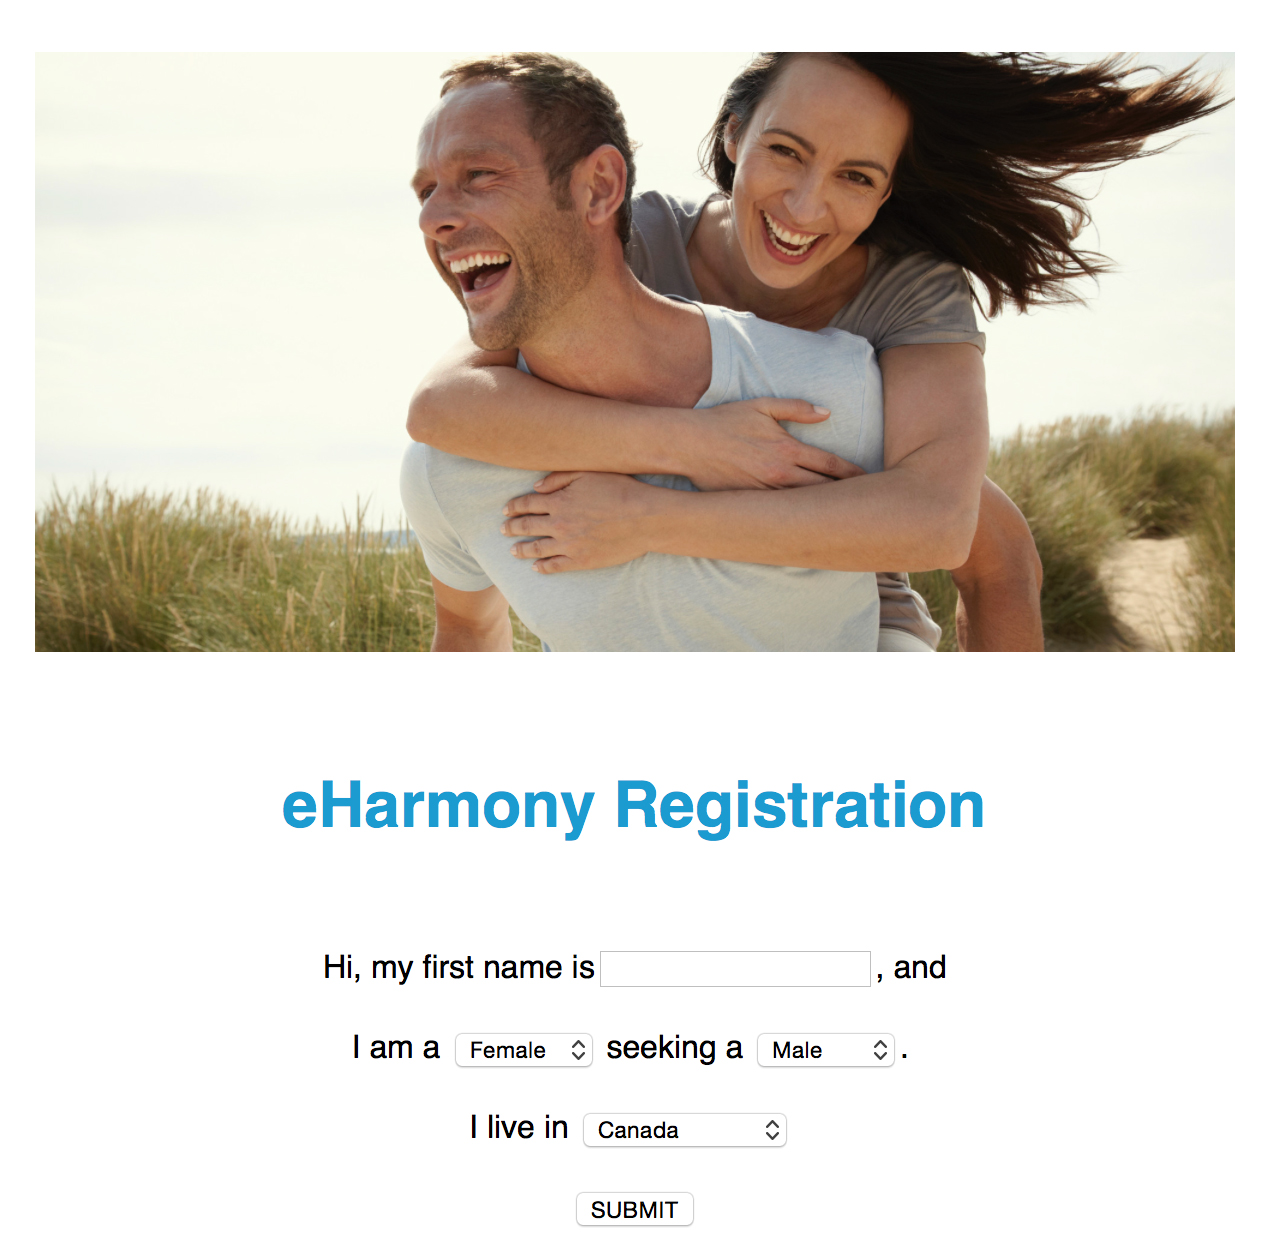 eHarmony Registration
Hi, my first name is , and
I am a Female seeking a Male .
I live in Canada
SUBMIT